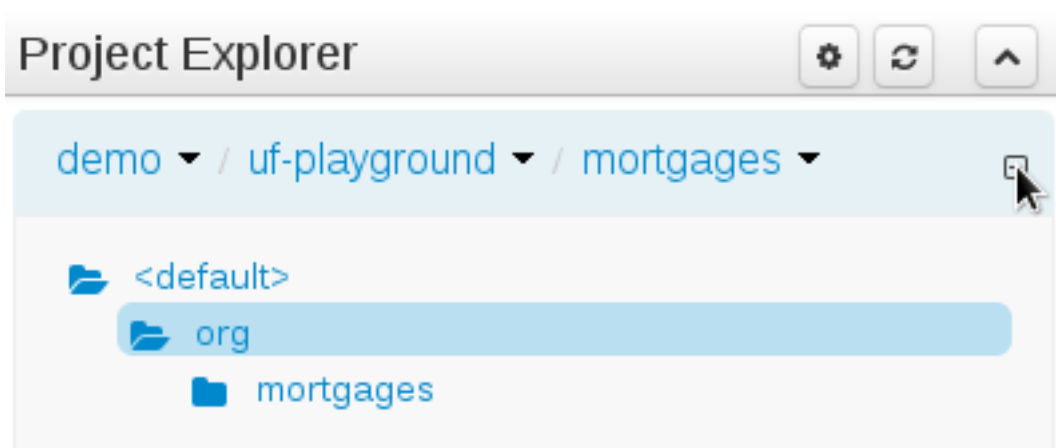 Project Explorer
demo / uf-playground / mortgages
<default>
org
mortgages